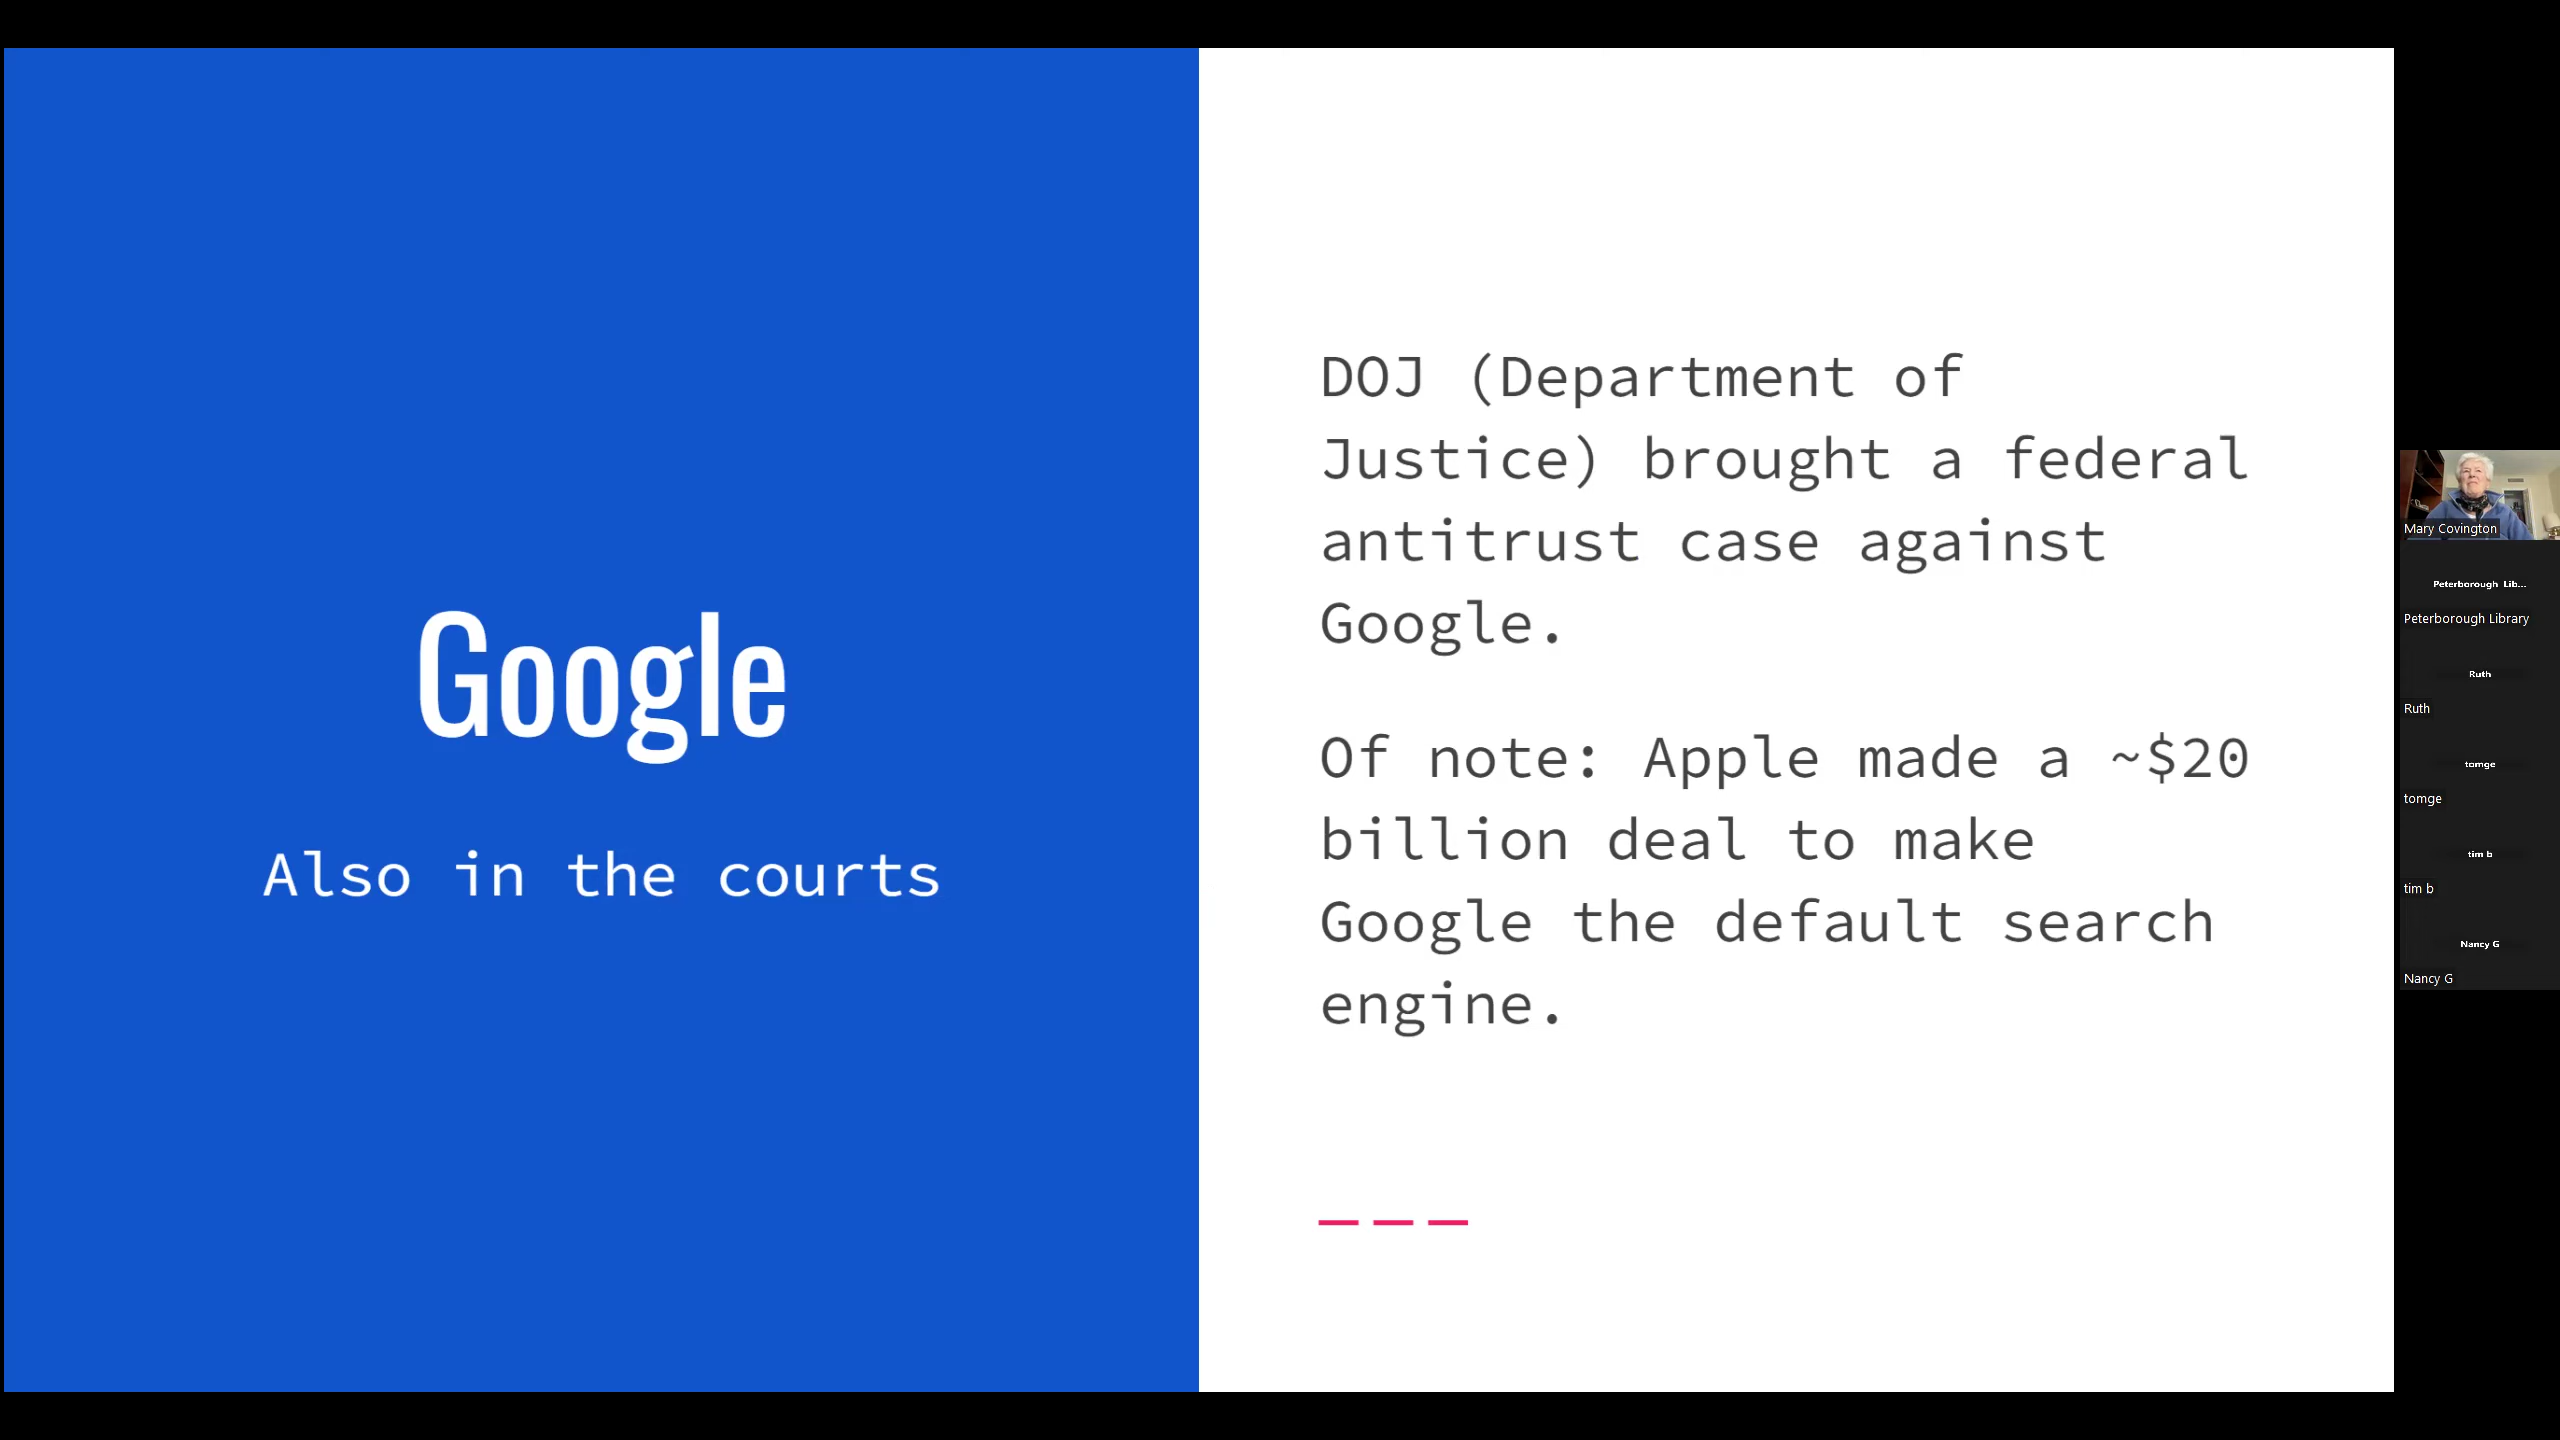 Google
Also in the courts
DOJ (Department of
Justice) brought a federal
antitrust case against
Google.
Of note: Apple made a ~$20
billion deal to make
Google the default search
engine.
Mary Covington
Peterborough Lib...
Peterborough Library
Ruth
Ruth
tomge
tomge
tim b
tim b
Nancy G
Nancy G